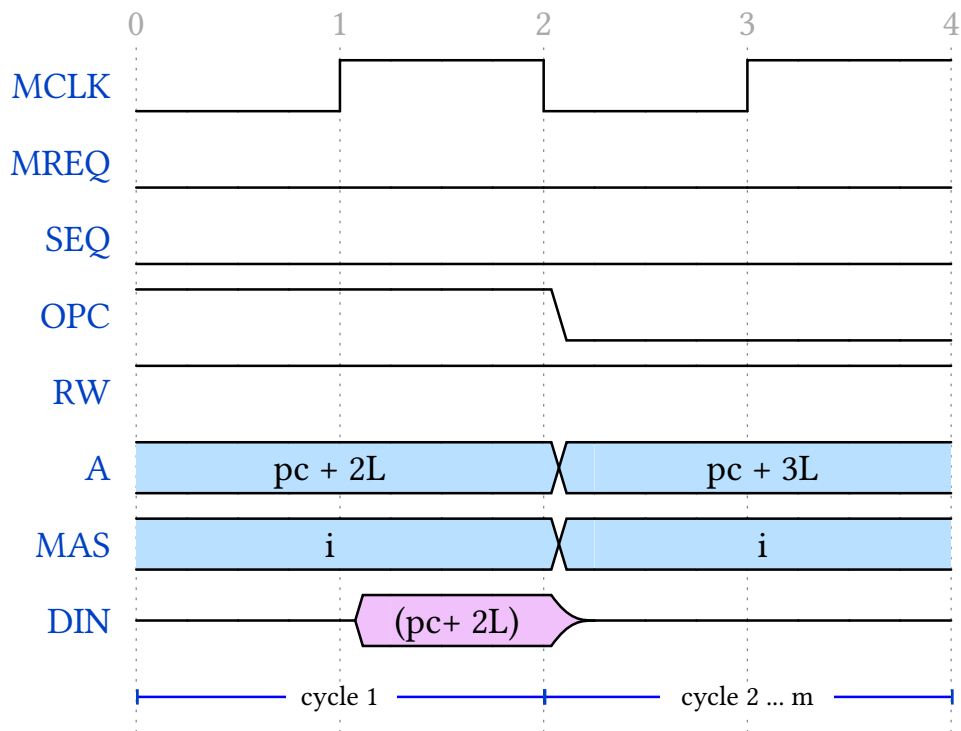 0 1 2 3 4
MCLK
MREQ
SEQ
OPC
RW
A pc + 2L pc + 3L
MAS i i
DIN (pc+ 2L)
cycle 1 cycle 2 ... m